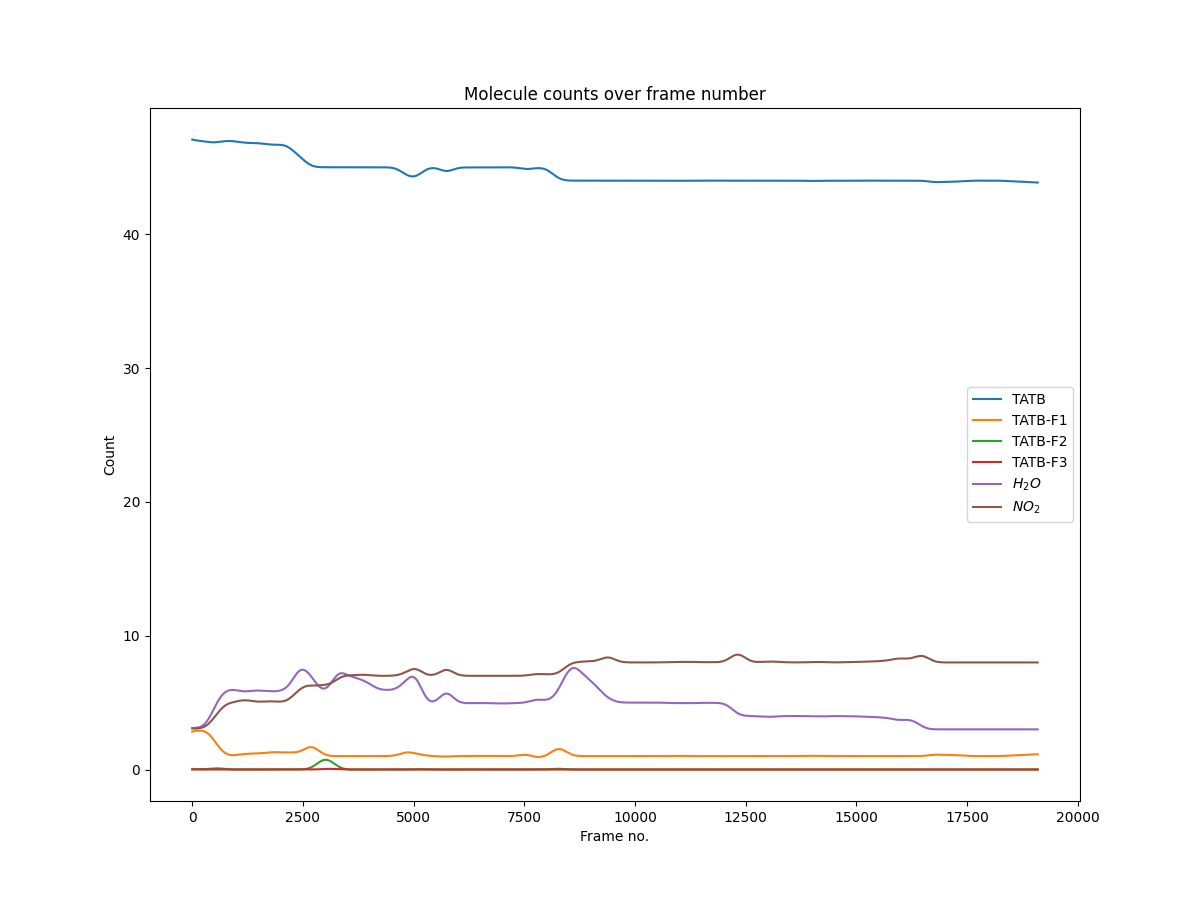 Molecule counts over frame number
Count
40
30
20
10
0
TATB
TATB-F1
TATB-F2
TATB-F3
H₂O
NO₂
0 2500 5000 7500 10000 12500 15000 17500 20000
Frame no.